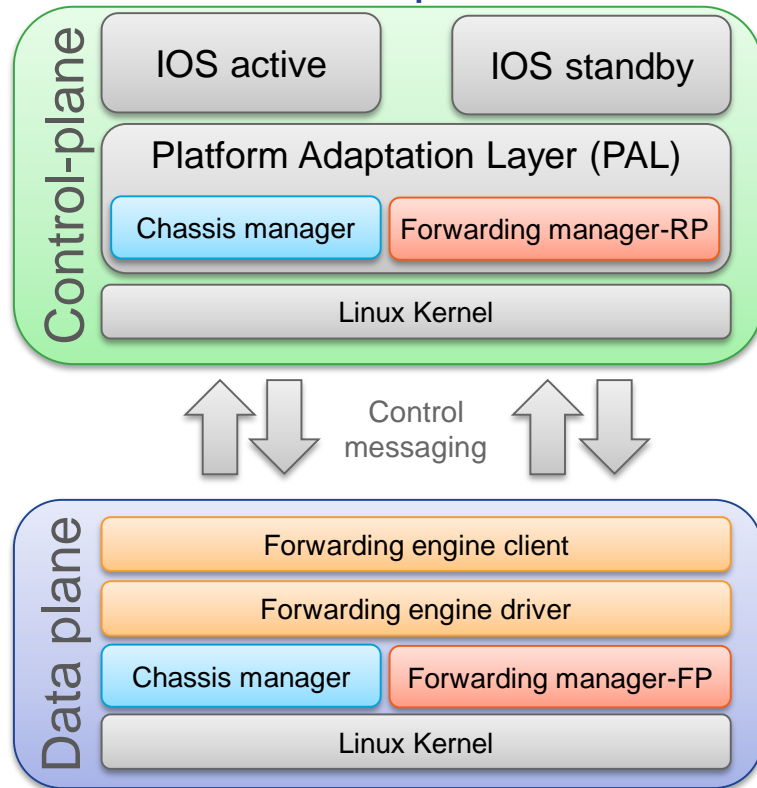 Control-plane
IOS active
IOS standby
Platform Adaptation Layer (PAL)
Chassis manager
Forwarding manager-RP
Linux Kernel
Control
messaging
Data plane
Forwarding engine client
Forwarding engine driver
Chassis manager
Forwarding manager-FP
Linux Kernel